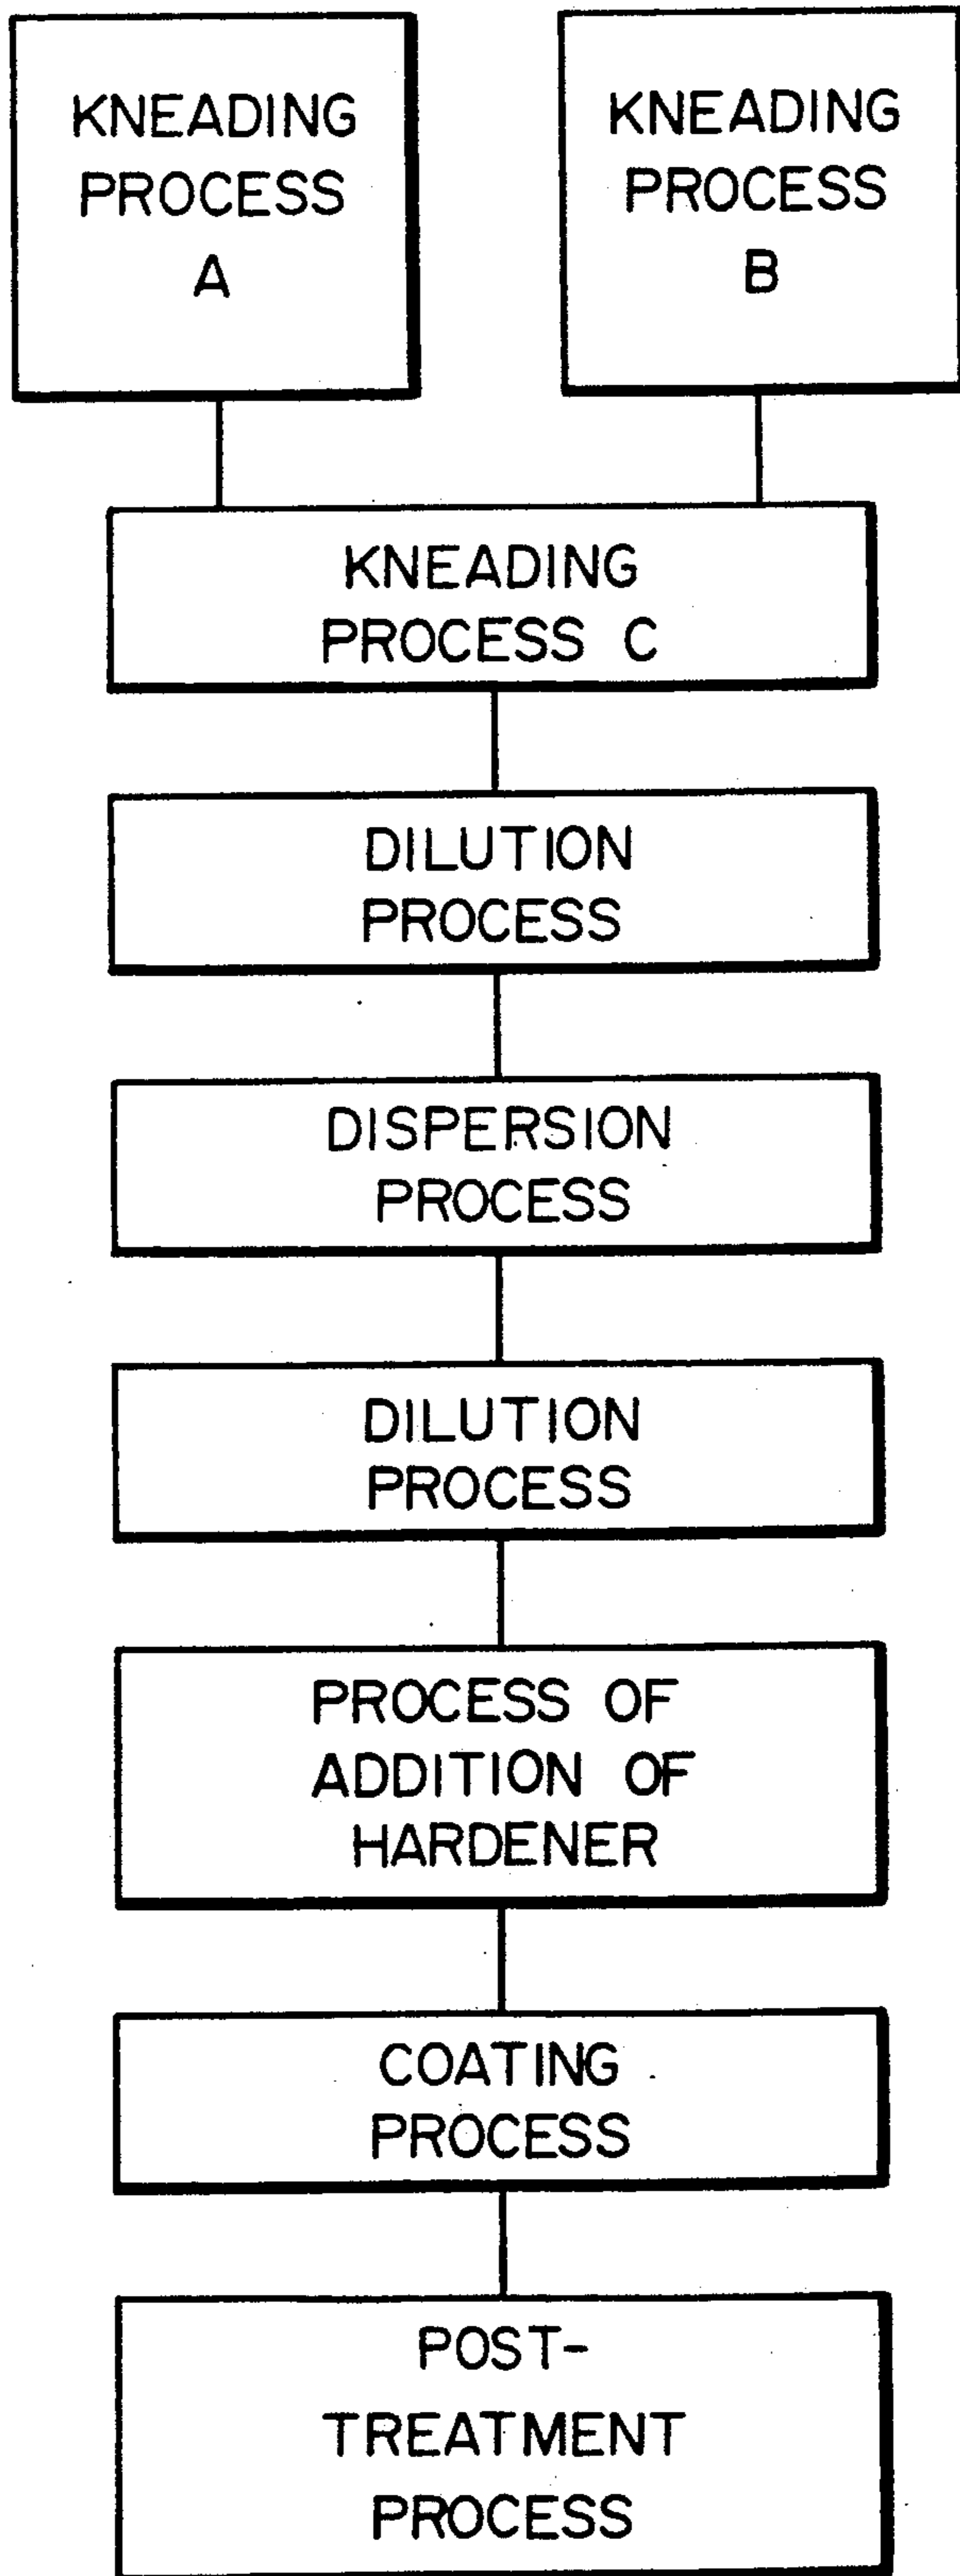 KNEADING
PROCESS
A
KNEADING
PROCESS
B
KNEADING
PROCESS C
DILUTION
PROCESS
DISPERSION
PROCESS
DILUTION
PROCESS
PROCESS OF
ADDITION OF
HARDENER
COATING
PROCESS
POST-
TREATMENT
PROCESS